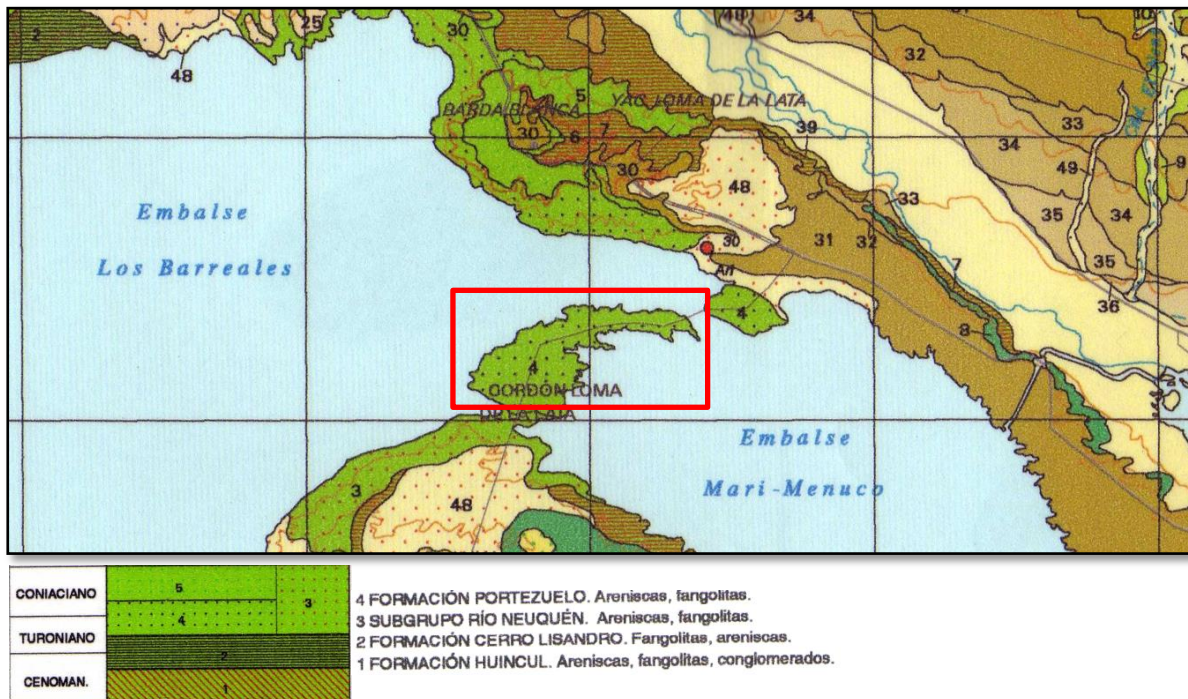 2
48
25
30
5
48
34
32
10
BARDA BLANCA
YAC. LOMA DE LA LATA
30
6
7
39
33
34
49
9
30
48
33
35
34
Embalse
Los Barreales
30
31
32
7
35
36
4
8
4
CORDÓN LOMA
DE LA LATA
Embalse
Mari-Menuco
3
48
CONIACIANO
TURONIANO
CENOMAN.
5
4
3
2
1
4 FORMACIÓN PORTEZUELO. Areniscas, fangolitas.
3 SUBGRUPO RÍO NEUQUÉN. Areniscas, fangolitas.
2 FORMACIÓN CERRO LISANDRO. Fangolitas, areniscas.
1 FORMACIÓN HUINCUL. Areniscas, fangolitas, conglomerados.